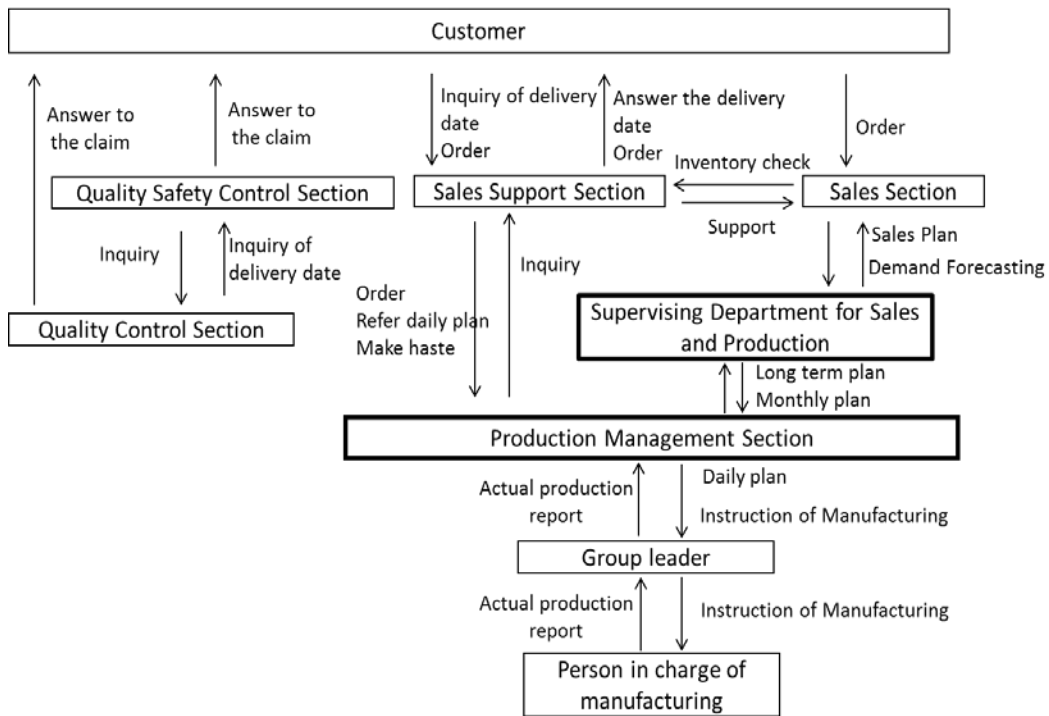 Customer
Answer to
the claim
Answer to
the claim
Inquiry of delivery
date
Order
Answer the delivery
date
Order
Order
Inventory check
Quality Safety Control Section
Sales Support Section
Sales Section
Support
Inquiry
Inquiry of
delivery date
Inquiry
Sales Plan
Demand Forecasting
Order
Refer daily plan
Make haste
Quality Control Section
Supervising Department for Sales
and Production
Long term plan
Monthly plan
Production Management Section
Actual production
report
Daily plan
Instruction of Manufacturing
Group leader
Actual production
report
Instruction of Manufacturing
Person in charge of
manufacturing